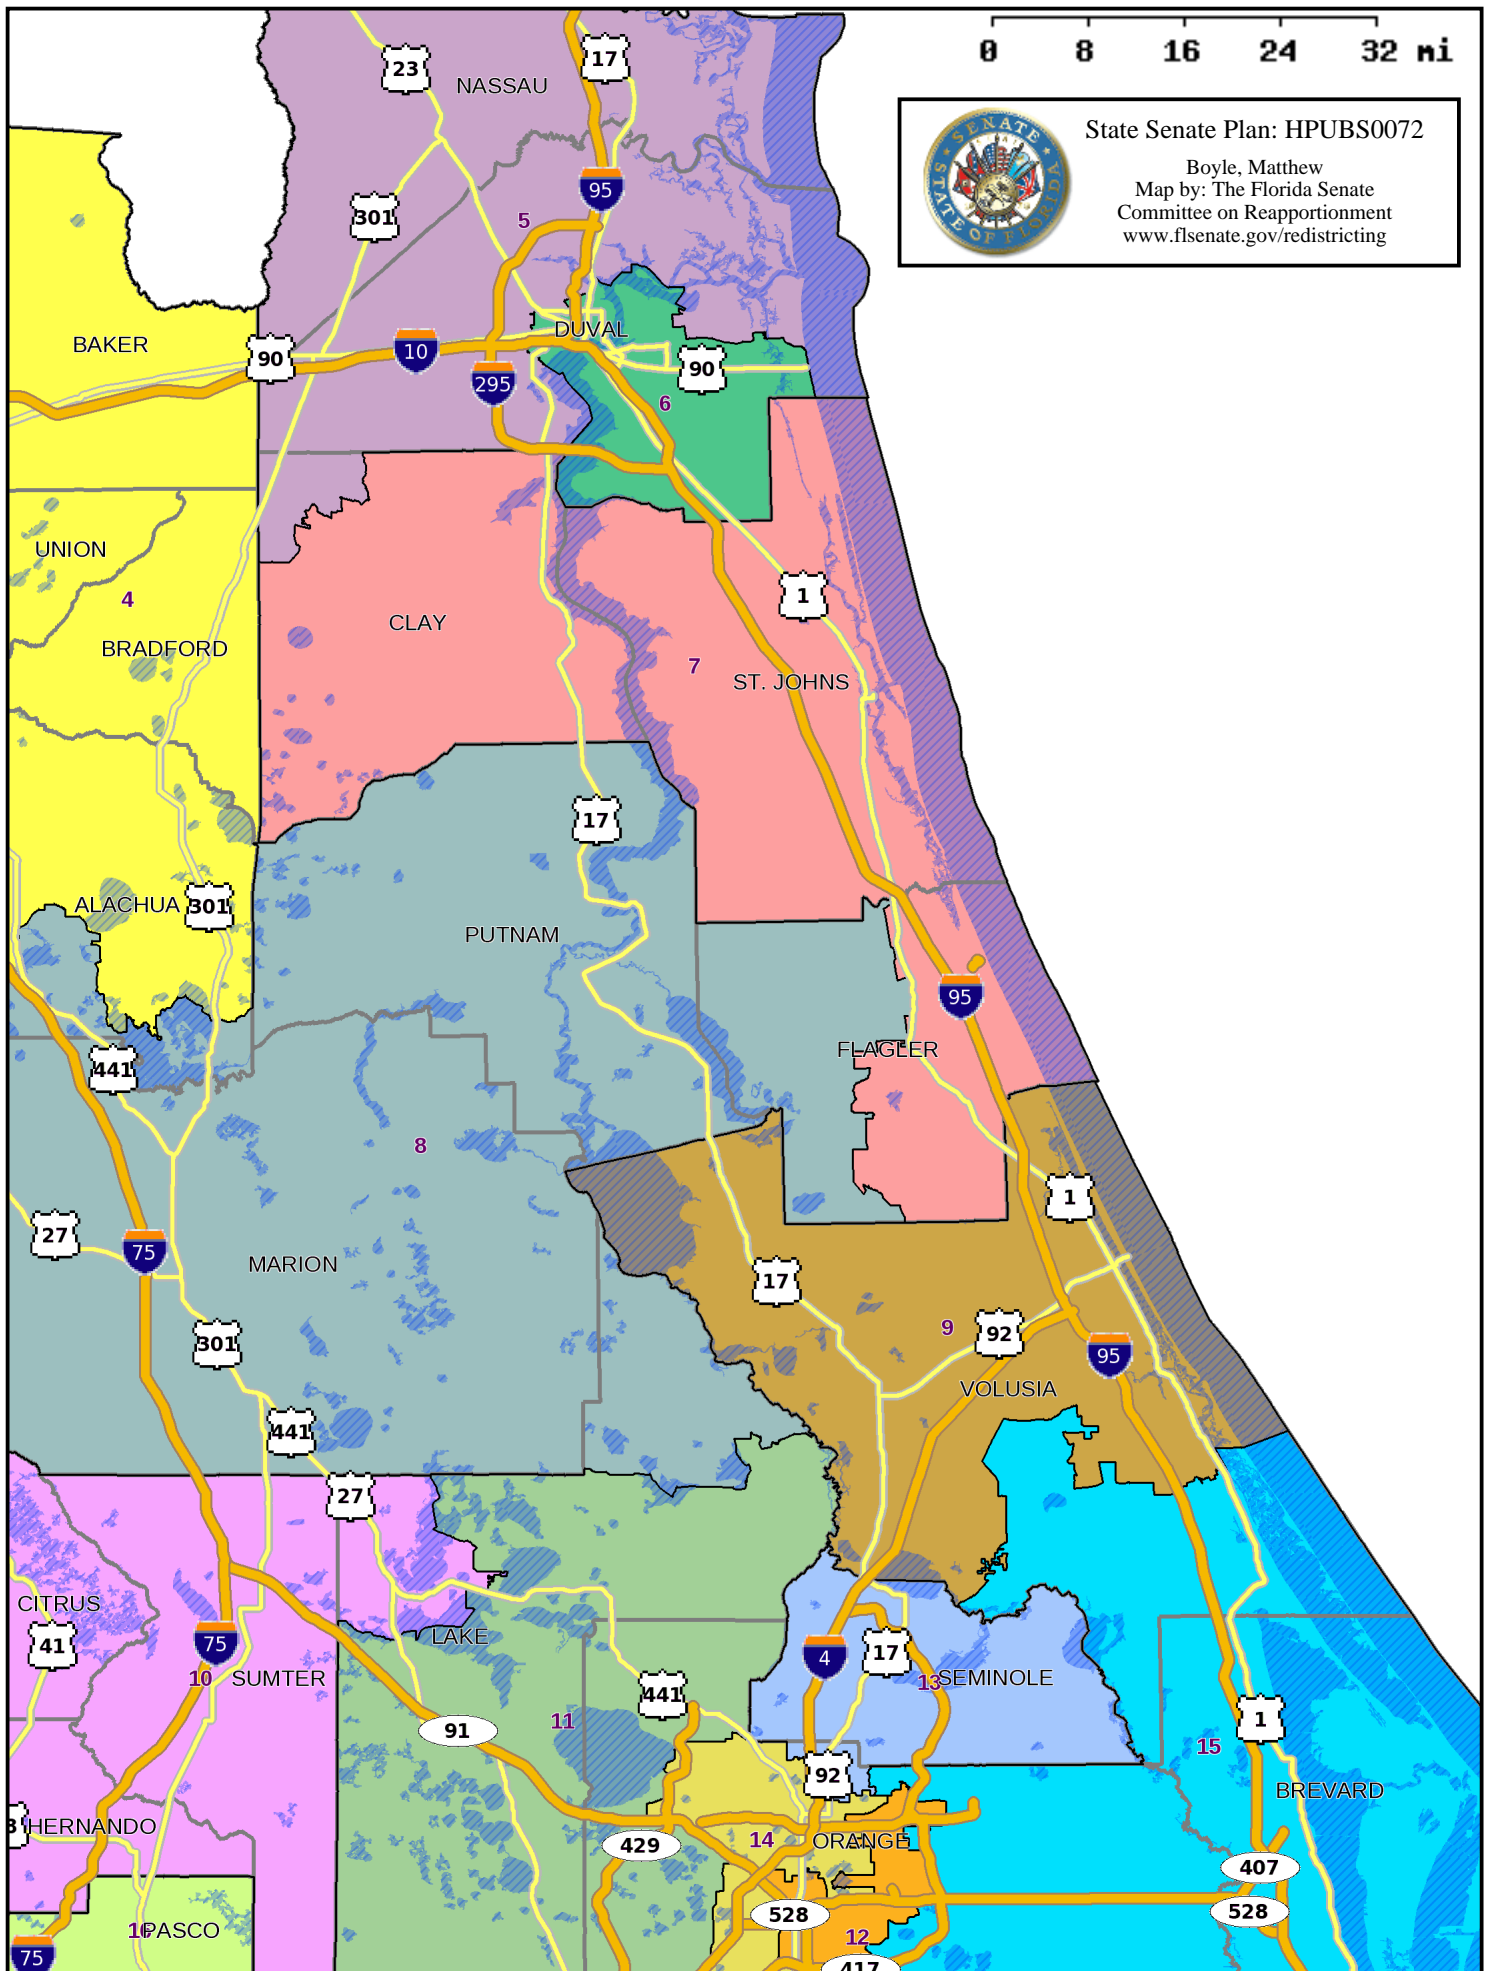 0 8 16 24 32 mi
State Senate Plan: HPUBS0072
Boyle, Matthew
Map by: The Florida Senate
Committee on Reapportionment
www.flsenate.gov/redistricting
SENATE
STATE OF FLORIDA
23
17
NASSAU
95
301
5
DUVAL
BAKER
90
10
295
90
6
UNION
4
BRADFORD
CLAY
1
7
ST. JOHNS
17
ALACHUA
301
PUTNAM
95
FLAGLER
441
8
1
27
75
MARION
17
9
92
95
301
VOLUSIA
441
27
CITRUS
41
75
10
SUMTER
LAKE
4
17
13
SEMINOLE
441
11
91
1
15
92
BREVARD
HERNANDO
429
14
ORANGE
407
528
528
16
PASCO
75
12
417